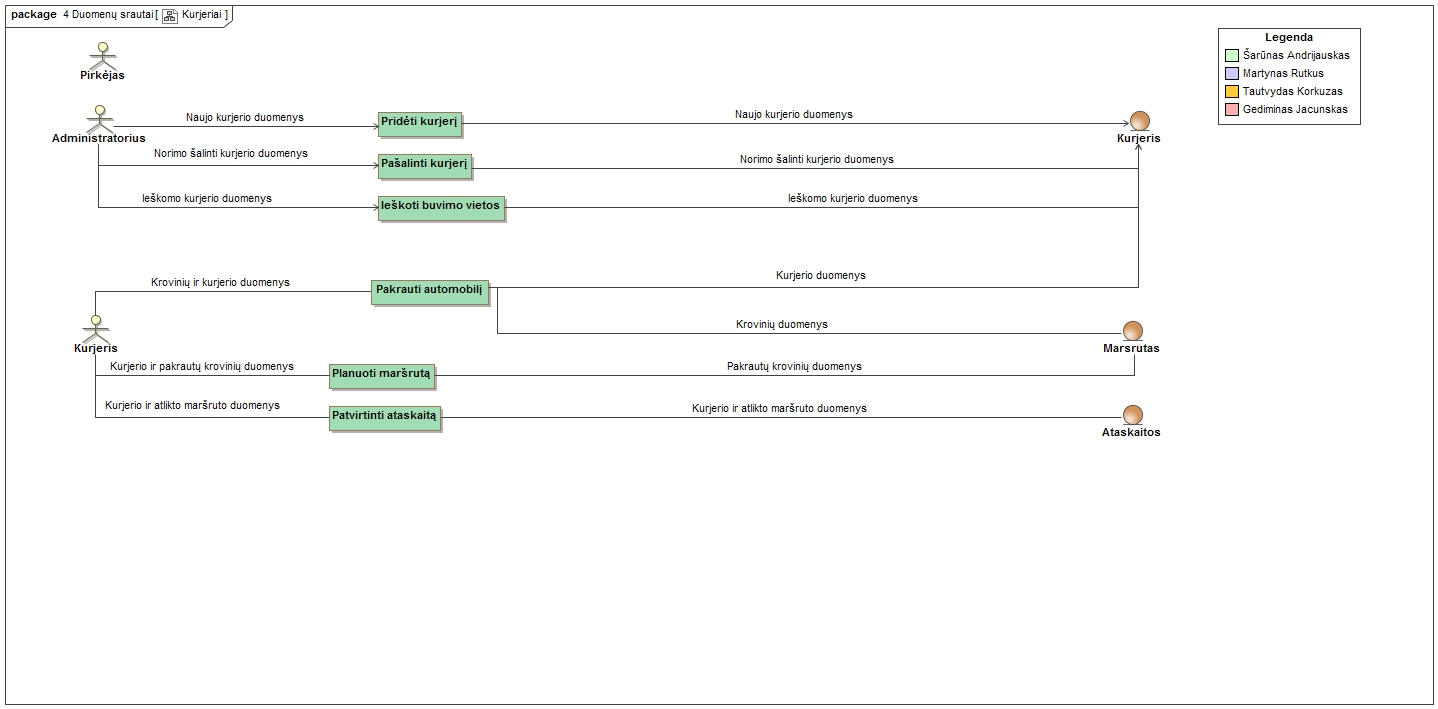 package 4 Duomenų srautai[ Kurjeriai ]
Legenda
Šarūnas Andrijauskas
Martynas Rutkus
Tautvydas Korkuzas
Gediminas Jacunskas
Pirkėjas
Administratorius
Naujo kurjerio duomenys
Pridėti kurjerį
Naujo kurjerio duomenys
Kurjeris
Norimo šalinti kurjerio duomenys
Pašalinti kurjerį
Norimo šalinti kurjerio duomenys
Ieškomo kurjerio duomenys
Ieškoti buvimo vietos
Ieškomo kurjerio duomenys
Krovinių ir kurjerio duomenys
Pakrauti automobilį
Kurjerio duomenys
Kurjeris
Krovinių duomenys
Marsrutas
Kurjerio ir pakrautų krovinių duomenys
Planuoti maršrutą
Pakrautų krovinių duomenys
Kurjerio ir atlikto maršruto duomenys
Patvirtinti ataskaitą
Kurjerio ir atlikto maršruto duomenys
Ataskaitos